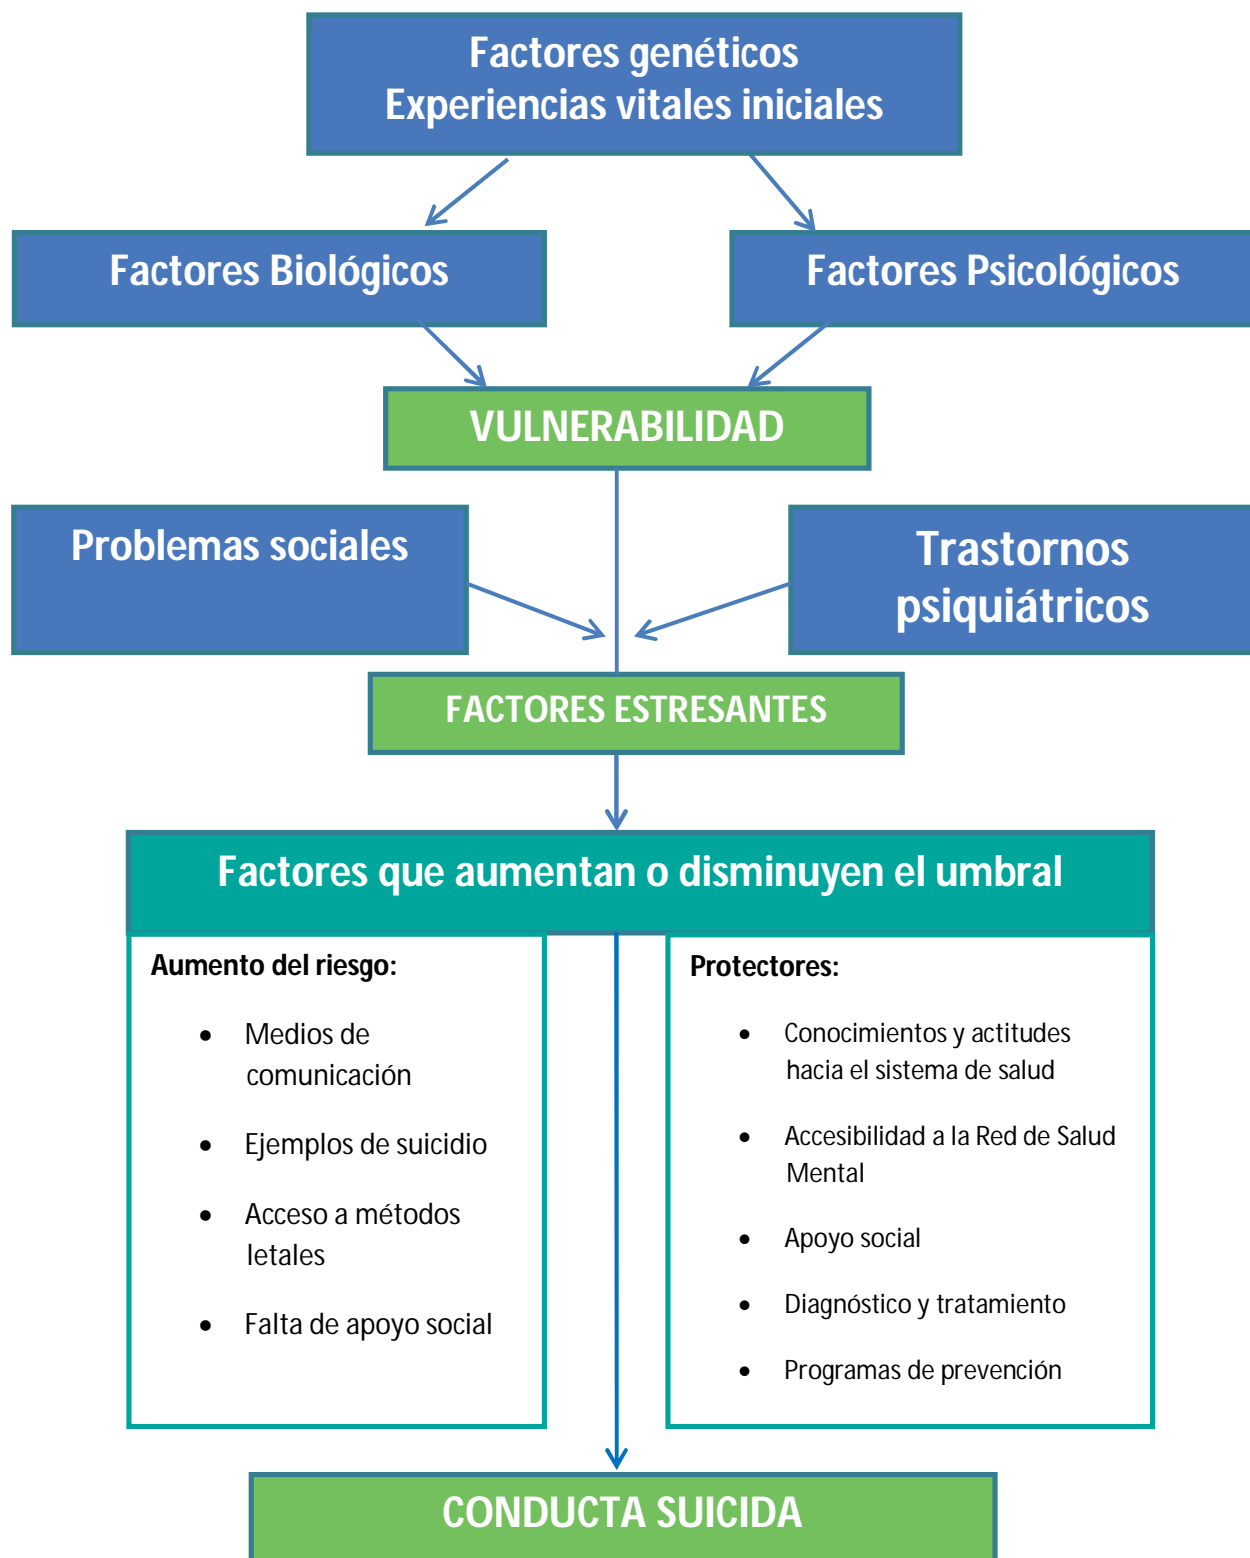 Factores genéticos
Experiencias vitales iniciales
Factores Biológicos
Factores Psicológicos
VULNERABILIDAD
Problemas sociales
Trastornos
psiquiátricos
FACTORES ESTRESANTES
Factores que aumentan o disminuyen el umbral
Aumento del riesgo:
• Medios de
comunicación
• Ejemplos de suicidio
• Acceso a métodos
letales
• Falta de apoyo social
Protectores:
• Conocimientos y actitudes
hacia el sistema de salud
• Accesibilidad a la Red de Salud
Mental
• Apoyo social
• Diagnóstico y tratamiento
• Programas de prevención
CONDUCTA SUICIDA